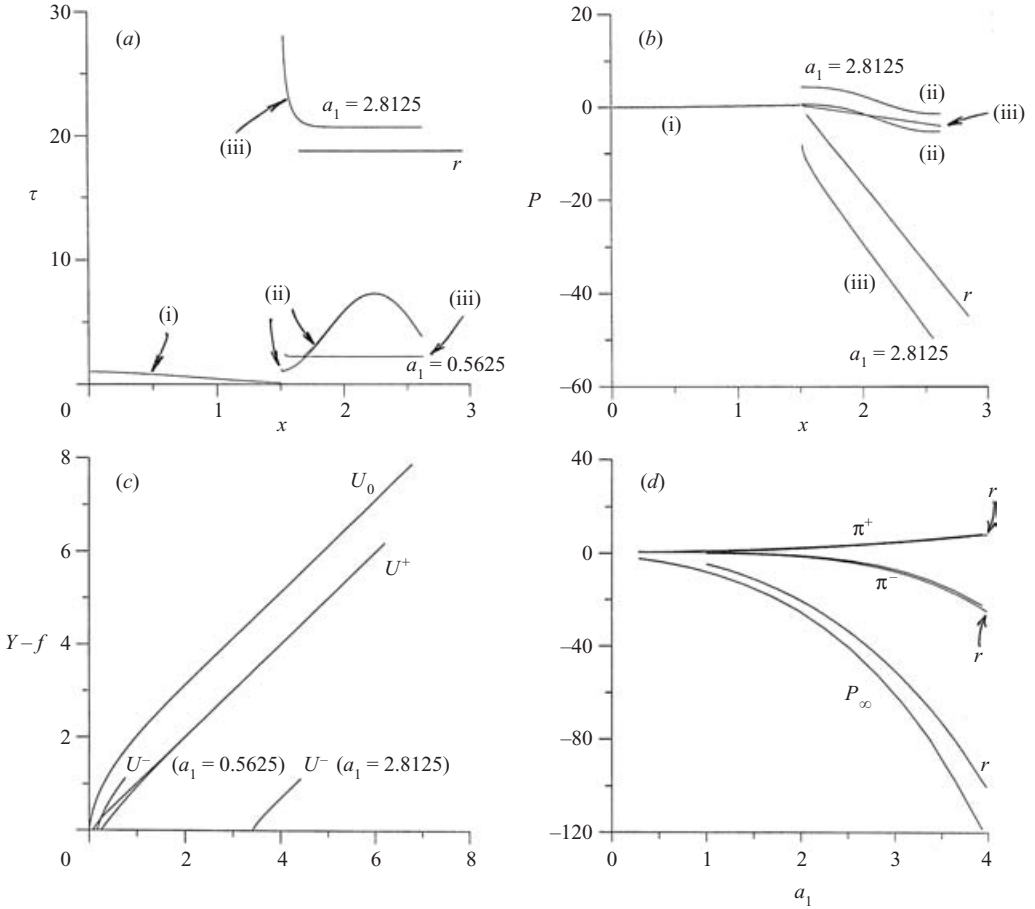 30
(a)
a₁ = 2.8125
20
(iii)
r
τ
10
(ii)
(iii)
(i)
a₁ = 0.5625
0
1
2
3
x
(b)
a₁ = 2.8125
(ii)
0
(iii)
(i)
(ii)
–20
P
–40
(iii)
r
a₁ = 2.8125
–60
0
1
2
3
x
8
(c)
U₀
6
U⁺
Y – f
4
2
U⁻ (a₁ = 0.5625)
U⁻ (a₁ = 2.8125)
0
2
4
6
8
40
(d)
r
π⁺
0
π⁻
–40
r
P∞
–80
r
–120
0
1
2
3
4
a₁